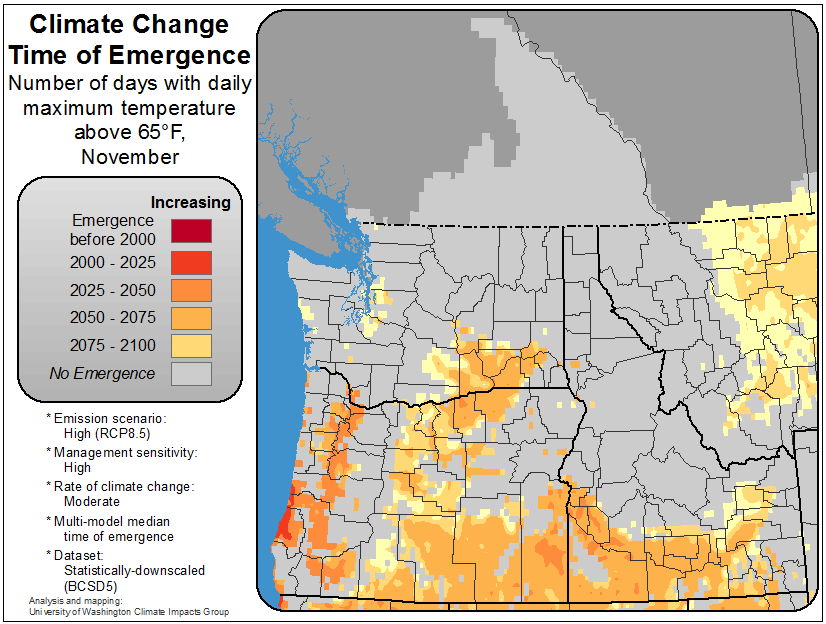 Climate Change
Time of Emergence
Number of days with daily
maximum temperature
above 65°F,
November
Increasing
Emergence
before 2000
2000 - 2025
2025 - 2050
2050 - 2075
2075 - 2100
No Emergence
* Emission scenario:
High (RCP8.5)
* Management sensitivity:
High
* Rate of climate change:
Moderate
* Multi-model median
time of emergence
* Dataset:
Statistically-downscaled
(BCSD5)
Analysis and mapping:
University of Washington Climate Impacts Group